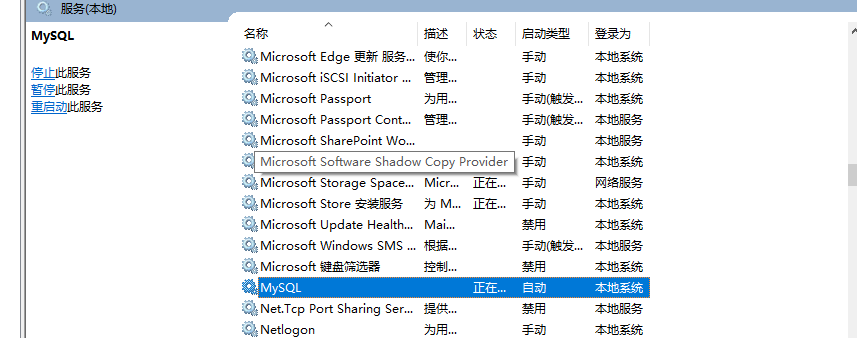 服务(本地)
MySQL
停止此服务
暂停此服务
重启动此服务
名称 描述 状态 启动类型 登录为
Microsoft Edge 更新 服务... 使你... 手动 本地系统
Microsoft iSCSI Initiator ... 管理... 手动 本地系统
Microsoft Passport 为用... 手动(触发... 本地系统
Microsoft Passport Cont... 管理... 手动(触发... 本地服务
Microsoft SharePoint Wo... 手动 本地服务
Microsoft Software Shadow Copy Provider 手动 本地系统
Microsoft Storage Space... Micr... 正在... 手动 网络服务
Microsoft Store 安装服务 为 M... 正在... 手动 本地系统
Microsoft Update Health... Mai... 禁用 本地系统
Microsoft Windows SMS ... 根据... 手动(触发... 本地服务
Microsoft 键盘筛选器 控制... 禁用 本地系统
MySQL 正在... 自动 本地系统
Net.Tcp Port Sharing Ser... 提供... 禁用 本地服务
Netlogon 为用... 手动 本地系统